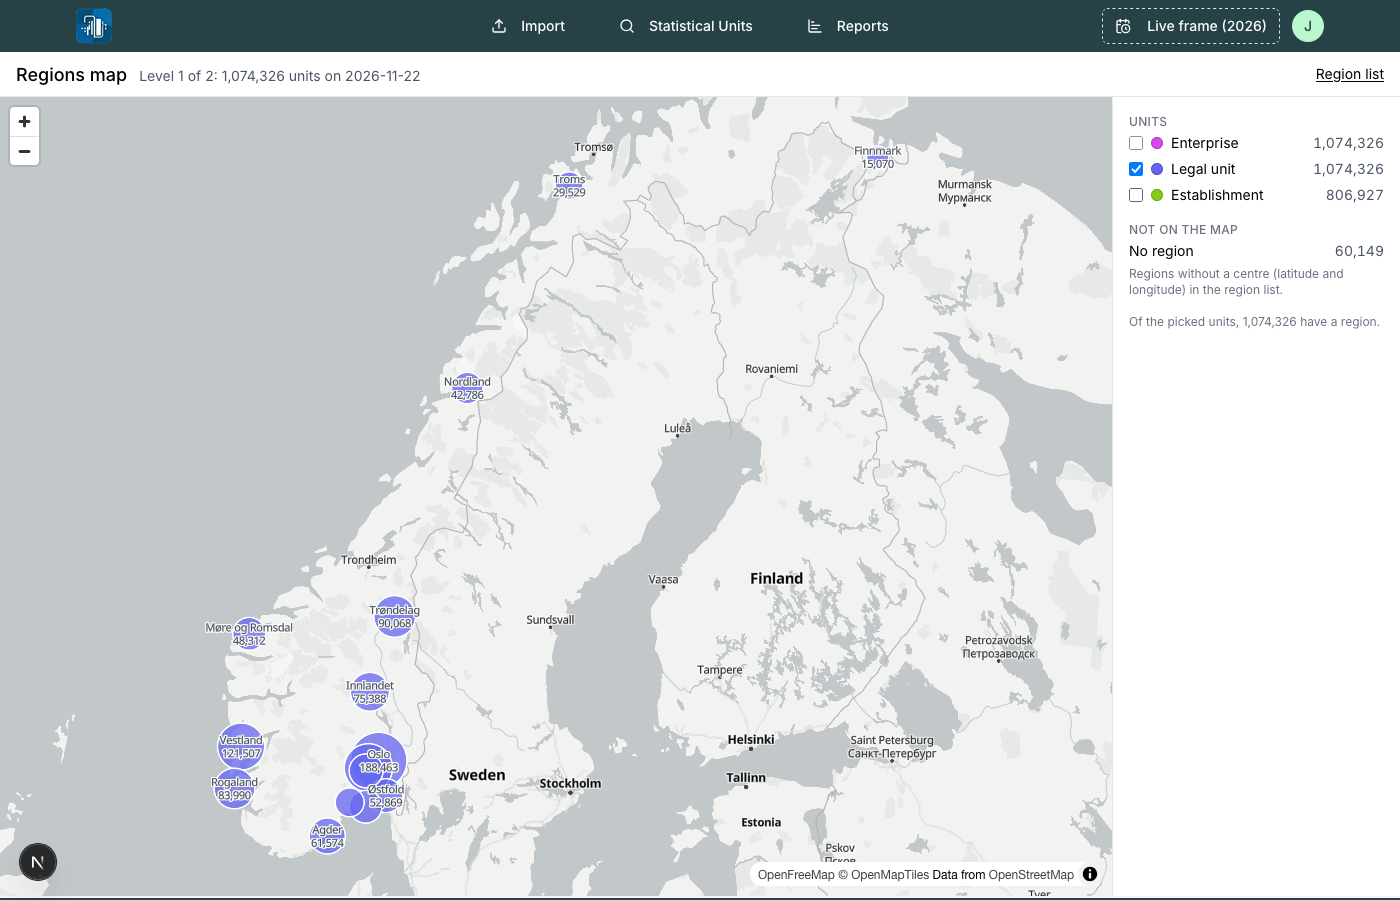 Import
Statistical Units
Reports
Live frame (2026)
J
Regions map
Level 1 of 2: 1,074,326 units on 2026-11-22
Region list
+
−
UNITS
Enterprise 1,074,326
Legal unit 1,074,326
Establishment 806,927
NOT ON THE MAP
No region 60,149
Regions without a centre (latitude and
longitude) in the region list.
Of the picked units, 1,074,326 have a region.
Tromsø
Finnmark
15,070
Troms
29,529
Murmansk
Мурманск
Nordland
42,786
Rovaniemi
Luleå
Trondheim
Vaasa
Finland
Trøndelag
90,068
Sundsvall
Møre og Romsdal
48,312
Petrozavodsk
Петрозаводск
Tampere
Innlandet
75,388
Vestland
121,507
Oslo
188,463
Helsinki
Saint Petersburg
Санкт-Петербург
Rogaland
83,990
Østfold
52,869
Sweden
Stockholm
Tallinn
Agder
61,574
Estonia
Pskov
Псков
N
OpenFreeMap © OpenMapTiles Data from OpenStreetMap
Tver